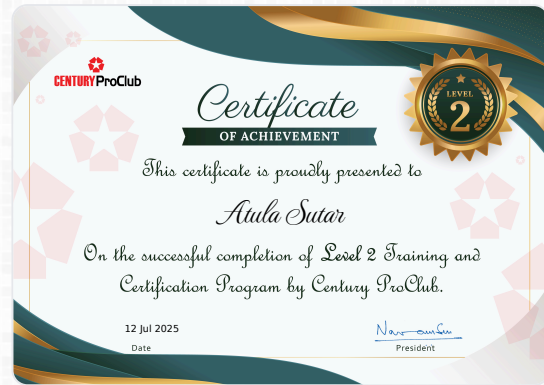 CENTURY ProClub
Certificate
OF ACHIEVEMENT
LEVEL
2
This certificate is proudly presented to
Atula Sutar
On the successful completion of Level 2 Training and
Certification Program by Century ProClub.
12 Jul 2025
Date
President